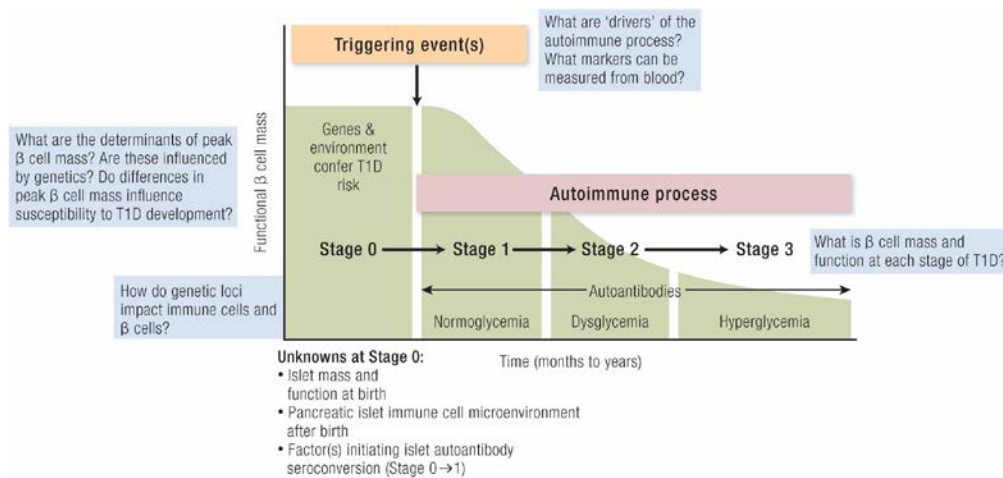 Triggering event(s)
What are ‘drivers’ of the
autoimmune process?
What markers can be
measured from blood?
What are the determinants of peak
β cell mass? Are these influenced
by genetics? Do differences in
peak β cell mass influence
susceptibility to T1D development?
How do genetic loci
impact immune cells and
β cells?
Functional β cell mass
Genes &
environment
confer T1D
risk
Autoimmune process
Stage 0
Stage 1
Stage 2
Stage 3
What is β cell mass and
function at each stage of T1D?
Autoantibodies
Normoglycemia
Dysglycemia
Hyperglycemia
Time (months to years)
Unknowns at Stage 0:
• Islet mass and
function at birth
• Pancreatic islet immune cell microenvironment
after birth
• Factor(s) initiating islet autoantibody
seroconversion (Stage 0→1)